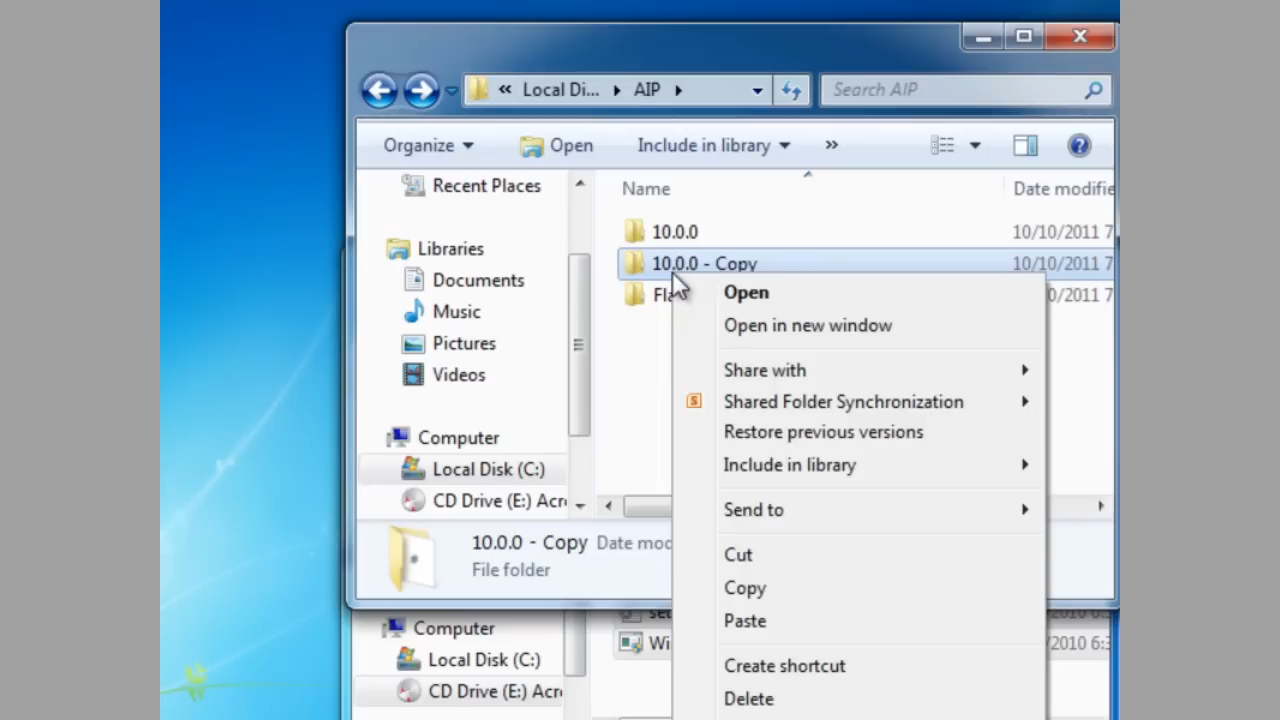 « Local Di... AIP
Search AIP
Organize Open Include in library »
Recent Places
Libraries
Documents
Music
Pictures
Videos
Computer
Local Disk (C:)
CD Drive (E:) Acr
Name Date modifie
10.0.0 10/10/2011 7
10.0.0 - Copy 10/10/2011 7
Fla 0/2011 7
Open
Open in new window
Share with
S Shared Folder Synchronization
Restore previous versions
Include in library
Send to
Cut
Copy
Paste
Create shortcut
Delete
10.0.0 - Copy Date mod
File folder
Computer
Local Disk (C:)
CD Drive (E:) Acr
Wi /2010 6:3